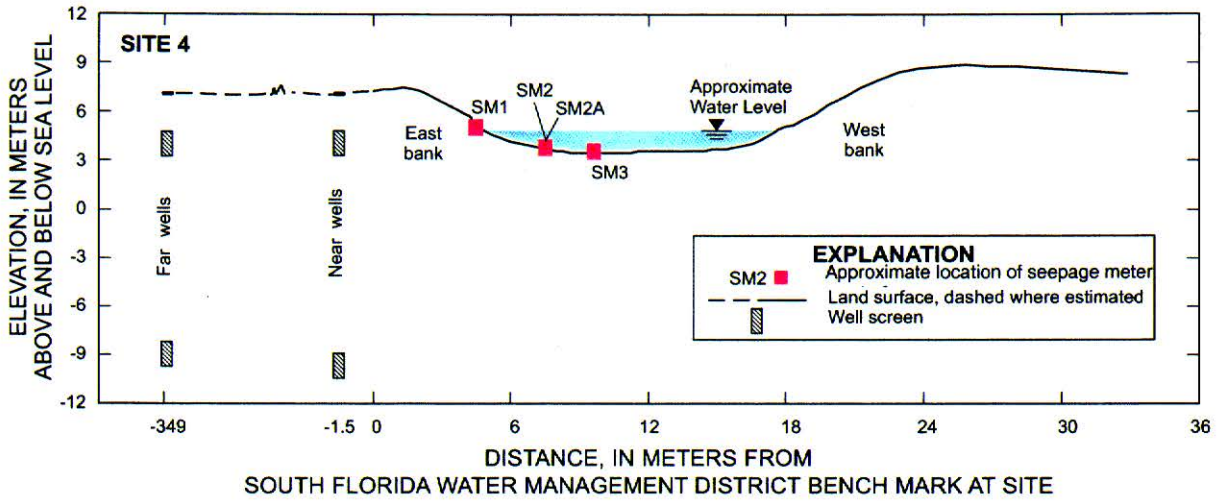 SITE 4
ELEVATION, IN METERS
ABOVE AND BELOW SEA LEVEL
12
9
6
3
0
-3
-6
-9
-12
SM1
SM2
SM2A
SM3
Approximate
Water Level
East
bank
West
bank
Far wells
Near wells
EXPLANATION
SM2 Approximate location of seepage meter
Land surface, dashed where estimated
Well screen
-349 -1.5 0 6 12 18 24 30 36
DISTANCE, IN METERS FROM
SOUTH FLORIDA WATER MANAGEMENT DISTRICT BENCH MARK AT SITE